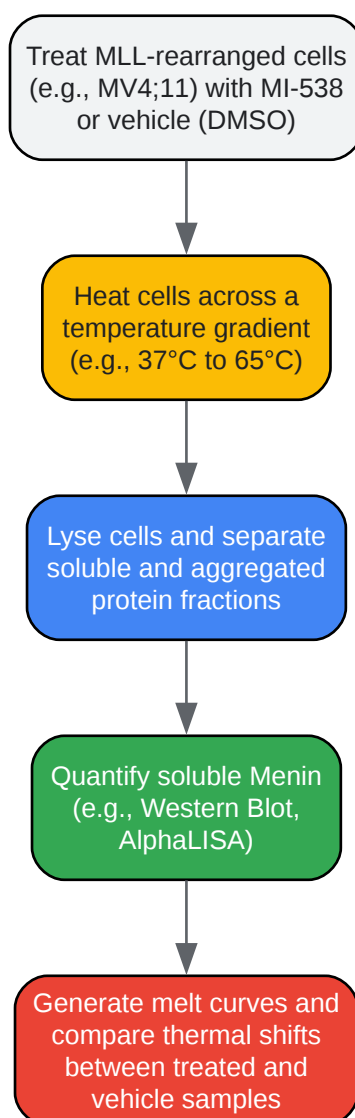 Treat MLL-rearranged cells
(e.g., MV4;11) with MI-538
or vehicle (DMSO)
Heat cells across a
temperature gradient
(e.g., 37°C to 65°C)
Lyse cells and separate
soluble and aggregated
protein fractions
Quantify soluble Menin
(e.g., Western Blot,
AlphaLISA)
Generate melt curves and
compare thermal shifts
between treated and
vehicle samples